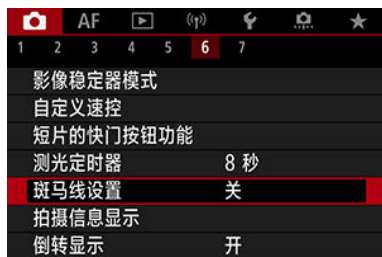 AF
1 2 3 4 5 6 7
影像稳定器模式
自定义速控
短片的快门按钮功能
测光定时器 8 秒
斑马线设置 关
拍摄信息显示
倒转显示 开